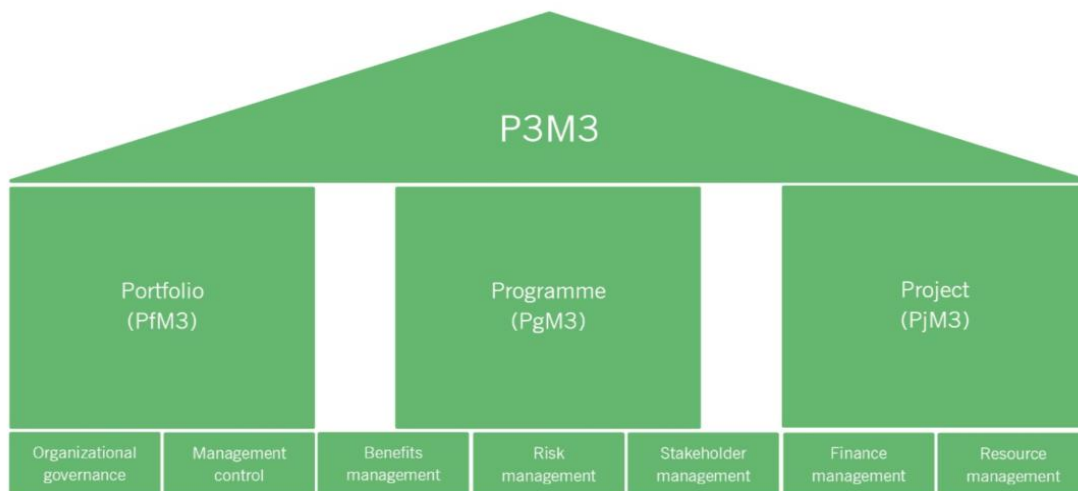 P3M3
Portfolio
(PfM3)
Programme
(PgM3)
Project
(PjM3)
Organizational
governance
Management
control
Benefits
management
Risk
management
Stakeholder
management
Finance
management
Resource
management